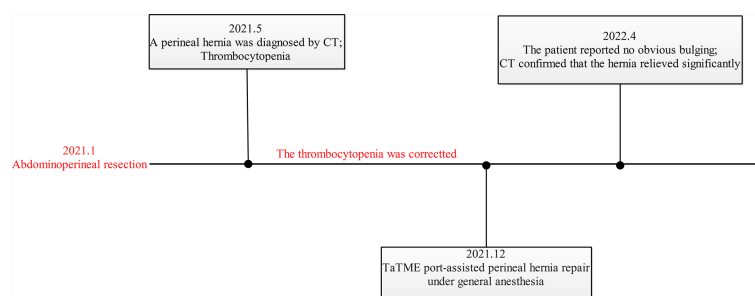 2021.5
A perineal hernia was diagnosed by CT;
Thrombocytopenia
2022.4
The patient reported no obvious bulging;
CT confirmed that the hernia relieved significantly
2021.1
Abdominoperineal resection
The thrombocytopenia was correctted
2021.12
TaTME port-assisted perineal hernia repair
under general anesthesia